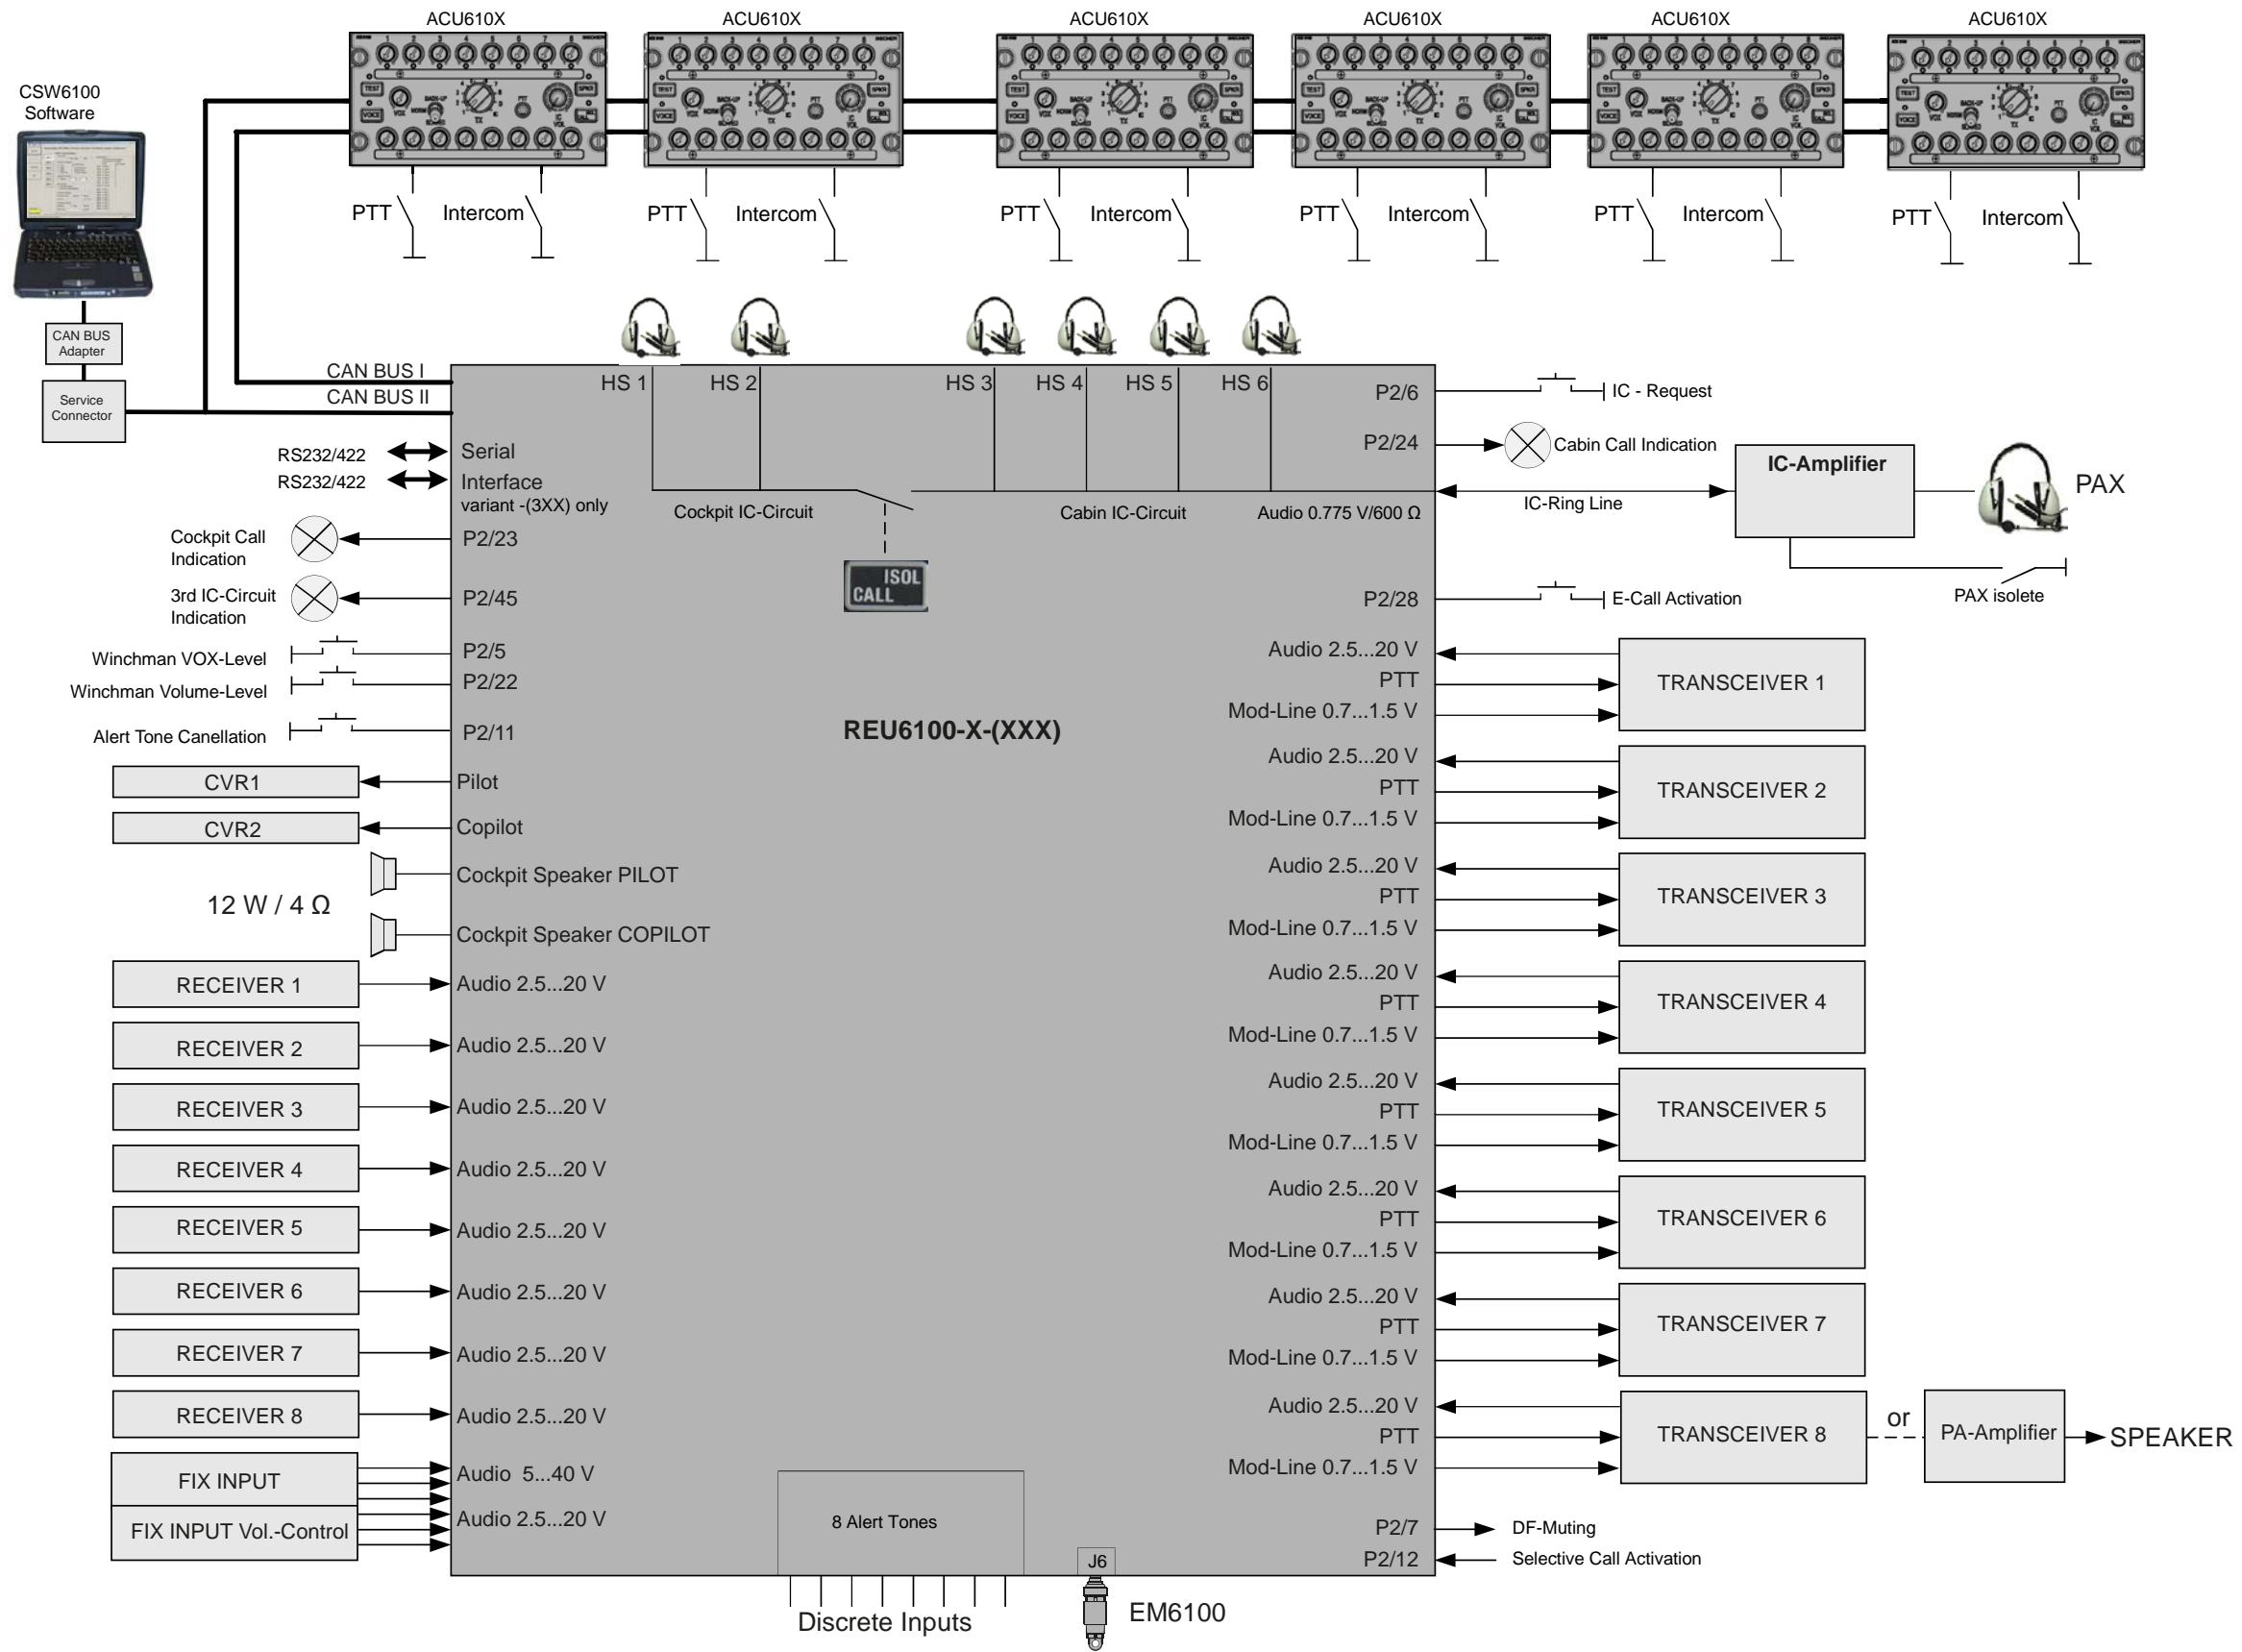 ACU610X
ACU610X
ACU610X
ACU610X
ACU610X
ACU610X
CSW6100
Software
PTT
Intercom
PTT
Intercom
PTT
Intercom
PTT
Intercom
PTT
Intercom
PTT
Intercom
CAN BUS
Adapter
Service
Connector
CAN BUS I
CAN BUS II
HS 1
HS 2
HS 3
HS 4
HS 5
HS 6
RS232/422
Serial
RS232/422
Interface
variant -(3XX) only
Cockpit IC-Circuit
Cabin IC-Circuit
Audio 0.775 V/600 Ω
ISOL
CALL
Cockpit Call
Indication
P2/23
3rd IC-Circuit
Indication
P2/45
Winchman VOX-Level
P2/5
Winchman Volume-Level
P2/22
Alert Tone Canellation
P2/11
CVR1
Pilot
CVR2
Copilot
Cockpit Speaker PILOT
12 W / 4 Ω
Cockpit Speaker COPILOT
RECEIVER 1
Audio 2.5...20 V
RECEIVER 2
Audio 2.5...20 V
RECEIVER 3
Audio 2.5...20 V
RECEIVER 4
Audio 2.5...20 V
RECEIVER 5
Audio 2.5...20 V
RECEIVER 6
Audio 2.5...20 V
RECEIVER 7
Audio 2.5...20 V
RECEIVER 8
Audio 2.5...20 V
FIX INPUT
Audio 5...40 V
FIX INPUT Vol.-Control
Audio 2.5...20 V
REU6100-X-(XXX)
8 Alert Tones
Discrete Inputs
J6
EM6100
P2/6
IC - Request
P2/24
Cabin Call Indication
IC-Ring Line
IC-Amplifier
PAX
PAX isolete
P2/28
E-Call Activation
Audio 2.5...20 V
PTT
Mod-Line 0.7...1.5 V
TRANSCEIVER 1
Audio 2.5...20 V
PTT
Mod-Line 0.7...1.5 V
TRANSCEIVER 2
Audio 2.5...20 V
PTT
Mod-Line 0.7...1.5 V
TRANSCEIVER 3
Audio 2.5...20 V
PTT
Mod-Line 0.7...1.5 V
TRANSCEIVER 4
Audio 2.5...20 V
PTT
Mod-Line 0.7...1.5 V
TRANSCEIVER 5
Audio 2.5...20 V
PTT
Mod-Line 0.7...1.5 V
TRANSCEIVER 6
Audio 2.5...20 V
PTT
Mod-Line 0.7...1.5 V
TRANSCEIVER 7
Audio 2.5...20 V
PTT
Mod-Line 0.7...1.5 V
TRANSCEIVER 8
or
PA-Amplifier
SPEAKER
P2/7
DF-Muting
P2/12
Selective Call Activation